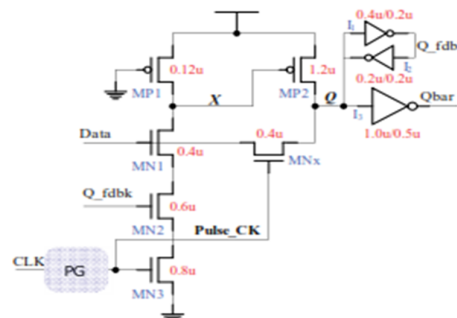 0.4u/0.2u
I₁
Q_fdb
I₂
0.12u
1.2u
0.2u/0.2u
MP1
X
MP2
Q
Qbar
I₃
Data
0.4u
1.0u/0.5u
MN1
0.4u
MNx
Q_fdbk
0.6u
MN2
Pulse_CK
CLK
PG
0.8u
MN3